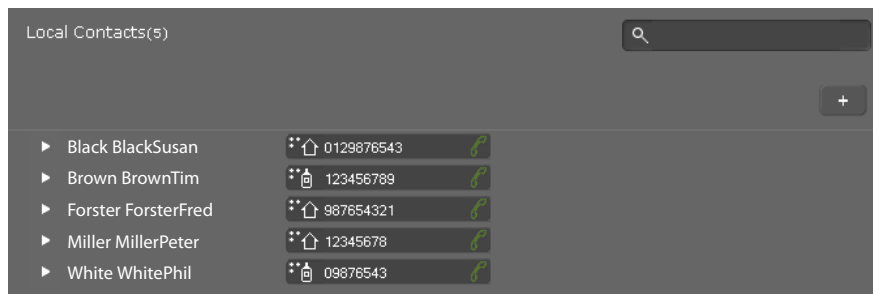 Local Contacts(5)
+
Black BlackSusan 0129876543
Brown BrownTim 123456789
Forster ForsterFred 987654321
Miller MillerPeter 12345678
White WhitePhil 09876543